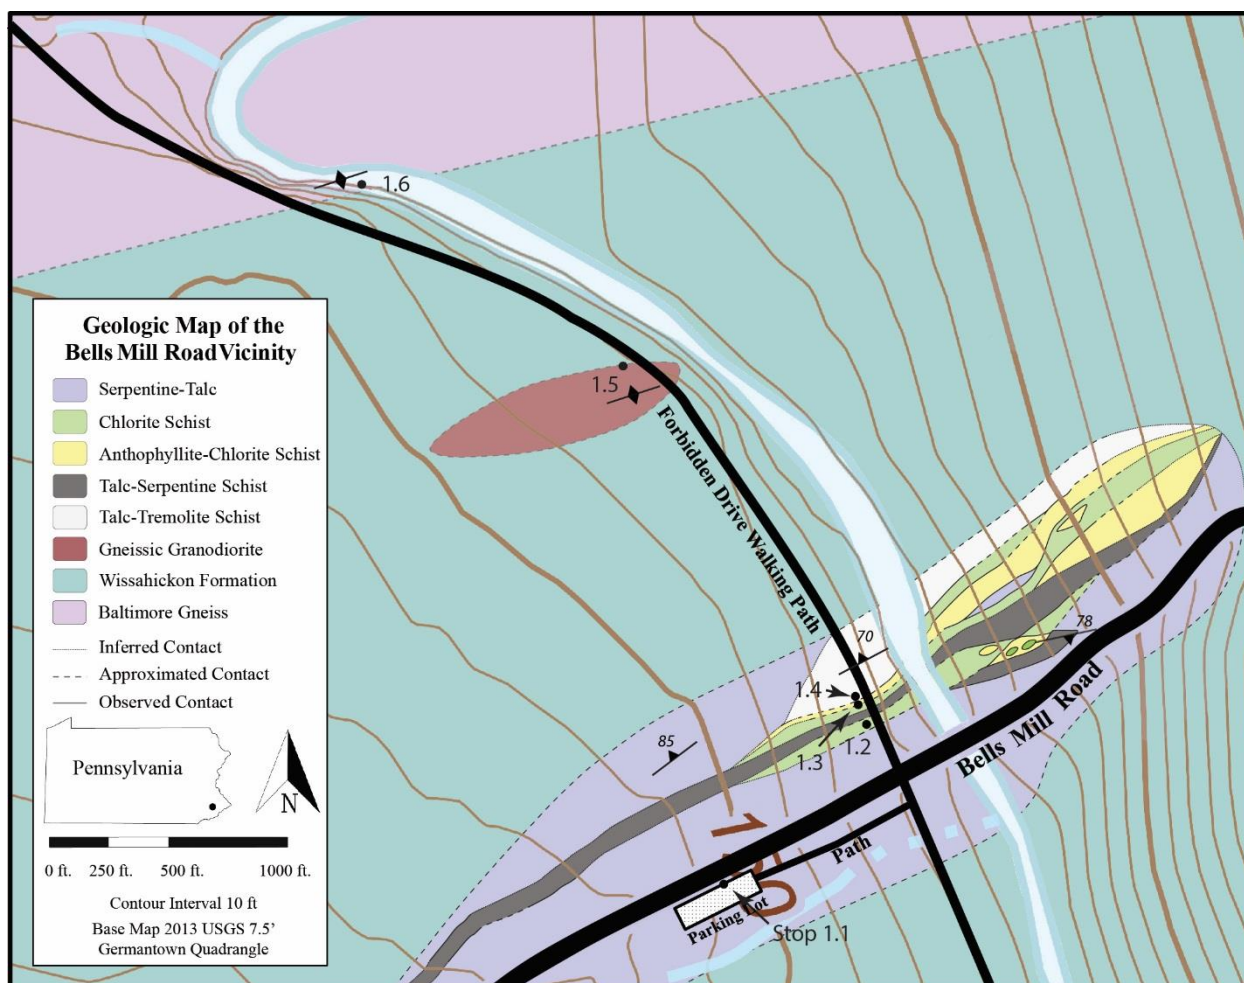 1.6
1.5
Forbidden Drive Walking Path
70
78
1.4
1.3
1.2
85
Bells Mill Road
Path
Parking Lot
Stop 1.1
Geologic Map of the
Bells Mill RoadVicinity
Serpentine-Talc
Chlorite Schist
Anthophyllite-Chlorite Schist
Talc-Serpentine Schist
Talc-Tremolite Schist
Gneissic Granodiorite
Wissahickon Formation
Baltimore Gneiss
Inferred Contact
Approximated Contact
Observed Contact
Pennsylvania
N
0 ft. 250 ft. 500 ft. 1000 ft.
Contour Interval 10 ft
Base Map 2013 USGS 7.5’
Germantown Quadrangle